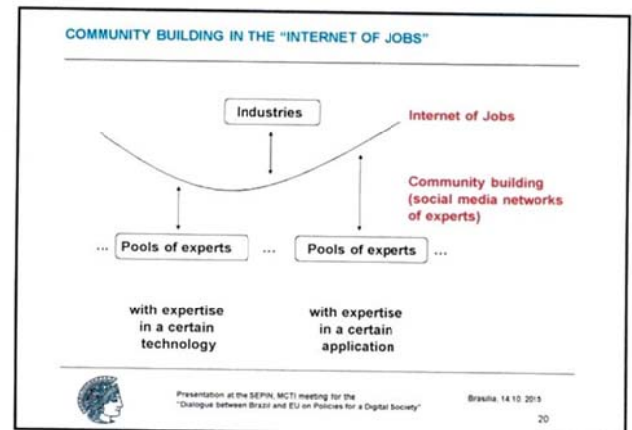 COMMUNITY BUILDING IN THE "INTERNET OF JOBS"
Industries
Internet of Jobs
Community building
(social media networks
of experts)
... Pools of experts ... Pools of experts ...
with expertise
in a certain
technology
with expertise
in a certain
application
Presentation at the SEPIN, MCTI meeting for the
"Dialogue between Brazil and EU on Policies for a Digital Society"
Brasilia, 14.10. 2015
20